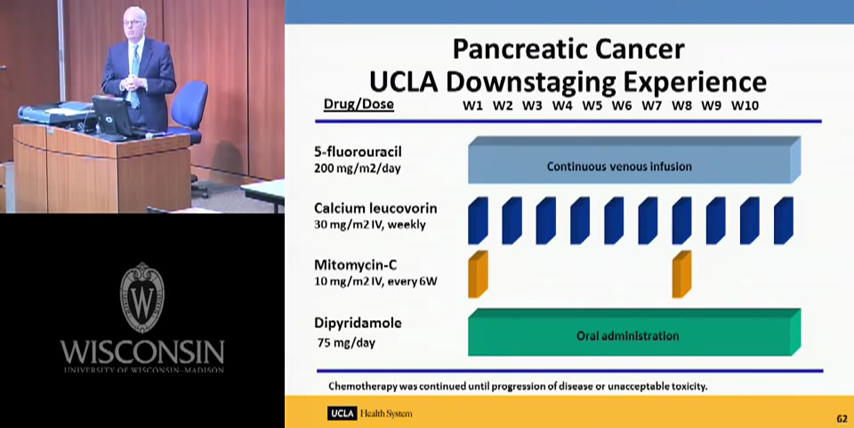 Pancreatic Cancer
UCLA Downstaging Experience
Drug/Dose W1 W2 W3 W4 W5 W6 W7 W8 W9 W10
5-fluorouracil
200 mg/m2/day
Continuous venous infusion
Calcium leucovorin
30 mg/m2 IV, weekly
Mitomycin-C
10 mg/m2 IV, every 6W
Dipyridamole
75 mg/day
Oral administration
Chemotherapy was continued until progression of disease or unacceptable toxicity.
UCLA Health System
62
W
WISCONSIN
UNIVERSITY OF WISCONSIN–MADISON